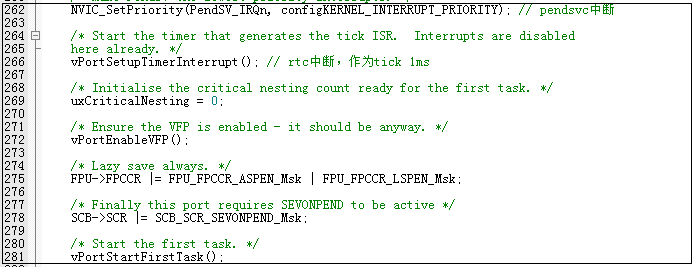 262 NVIC_SetPriority(PendSV_IRQn, configKERNEL_INTERRUPT_PRIORITY); // pendsvc中断
263
264 /* Start the timer that generates the tick ISR.  Interrupts are disabled
265 here already. */
266 vPortSetupTimerInterrupt(); // rtc中断，作为tick 1ms
267
268 /* Initialise the critical nesting count ready for the first task. */
269 uxCriticalNesting = 0;
270
271 /* Ensure the VFP is enabled - it should be anyway. */
272 vPortEnableVFP();
273
274 /* Lazy save always. */
275 FPU->FPCCR |= FPU_FPCCR_ASPEN_Msk | FPU_FPCCR_LSPEN_Msk;
276
277 /* Finally this port requires SEVONPEND to be active */
278 SCB->SCR |= SCB_SCR_SEVONPEND_Msk;
279
280 /* Start the first task. */
281 vPortStartFirstTask();